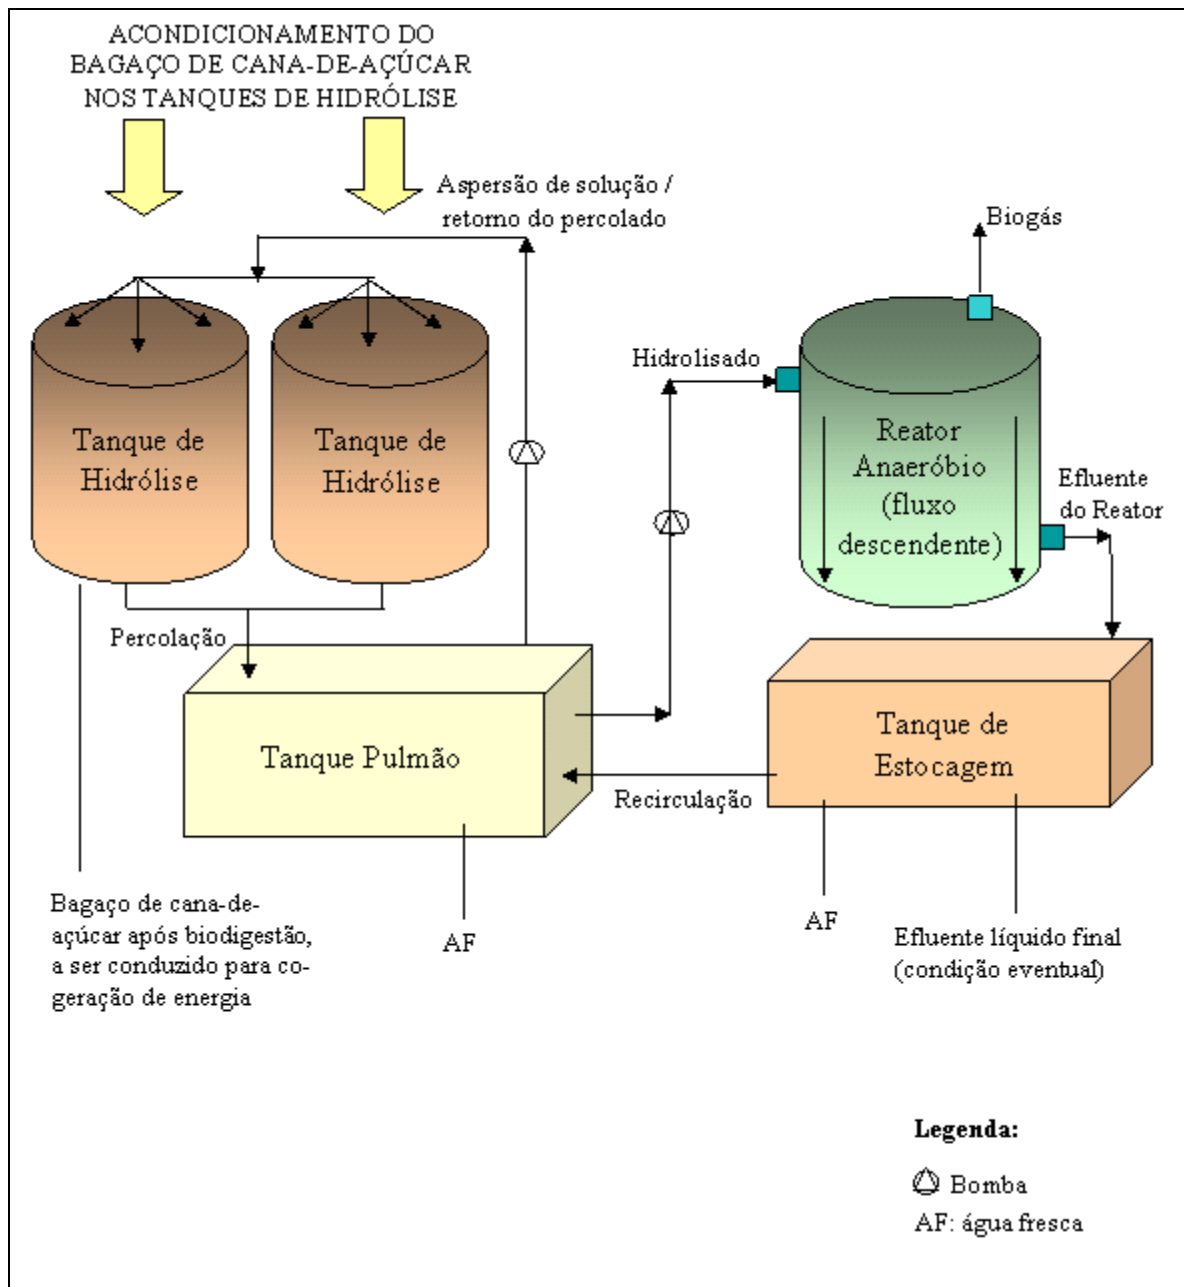 ACONDICIONAMENTO DO
BAGAÇO DE CANA-DE-AÇÚCAR
NOS TANQUES DE HIDRÓLISE
Aspersão de solução /
retorno do percolado
Biogás
Hidrolisado
Tanque de
Hidrólise
Tanque de
Hidrólise
Reator
Anaeróbio
(fluxo
descendente)
Efluente
do Reator
Percolação
Tanque Pulmão
Tanque de
Estocagem
Recirculação
Bagaço de cana-de-
açúcar após biodigestão,
a ser conduzido para co-
geração de energia
AF
AF
Efluente líquido final
(condição eventual)
Legenda:
Bomba
AF: água fresca